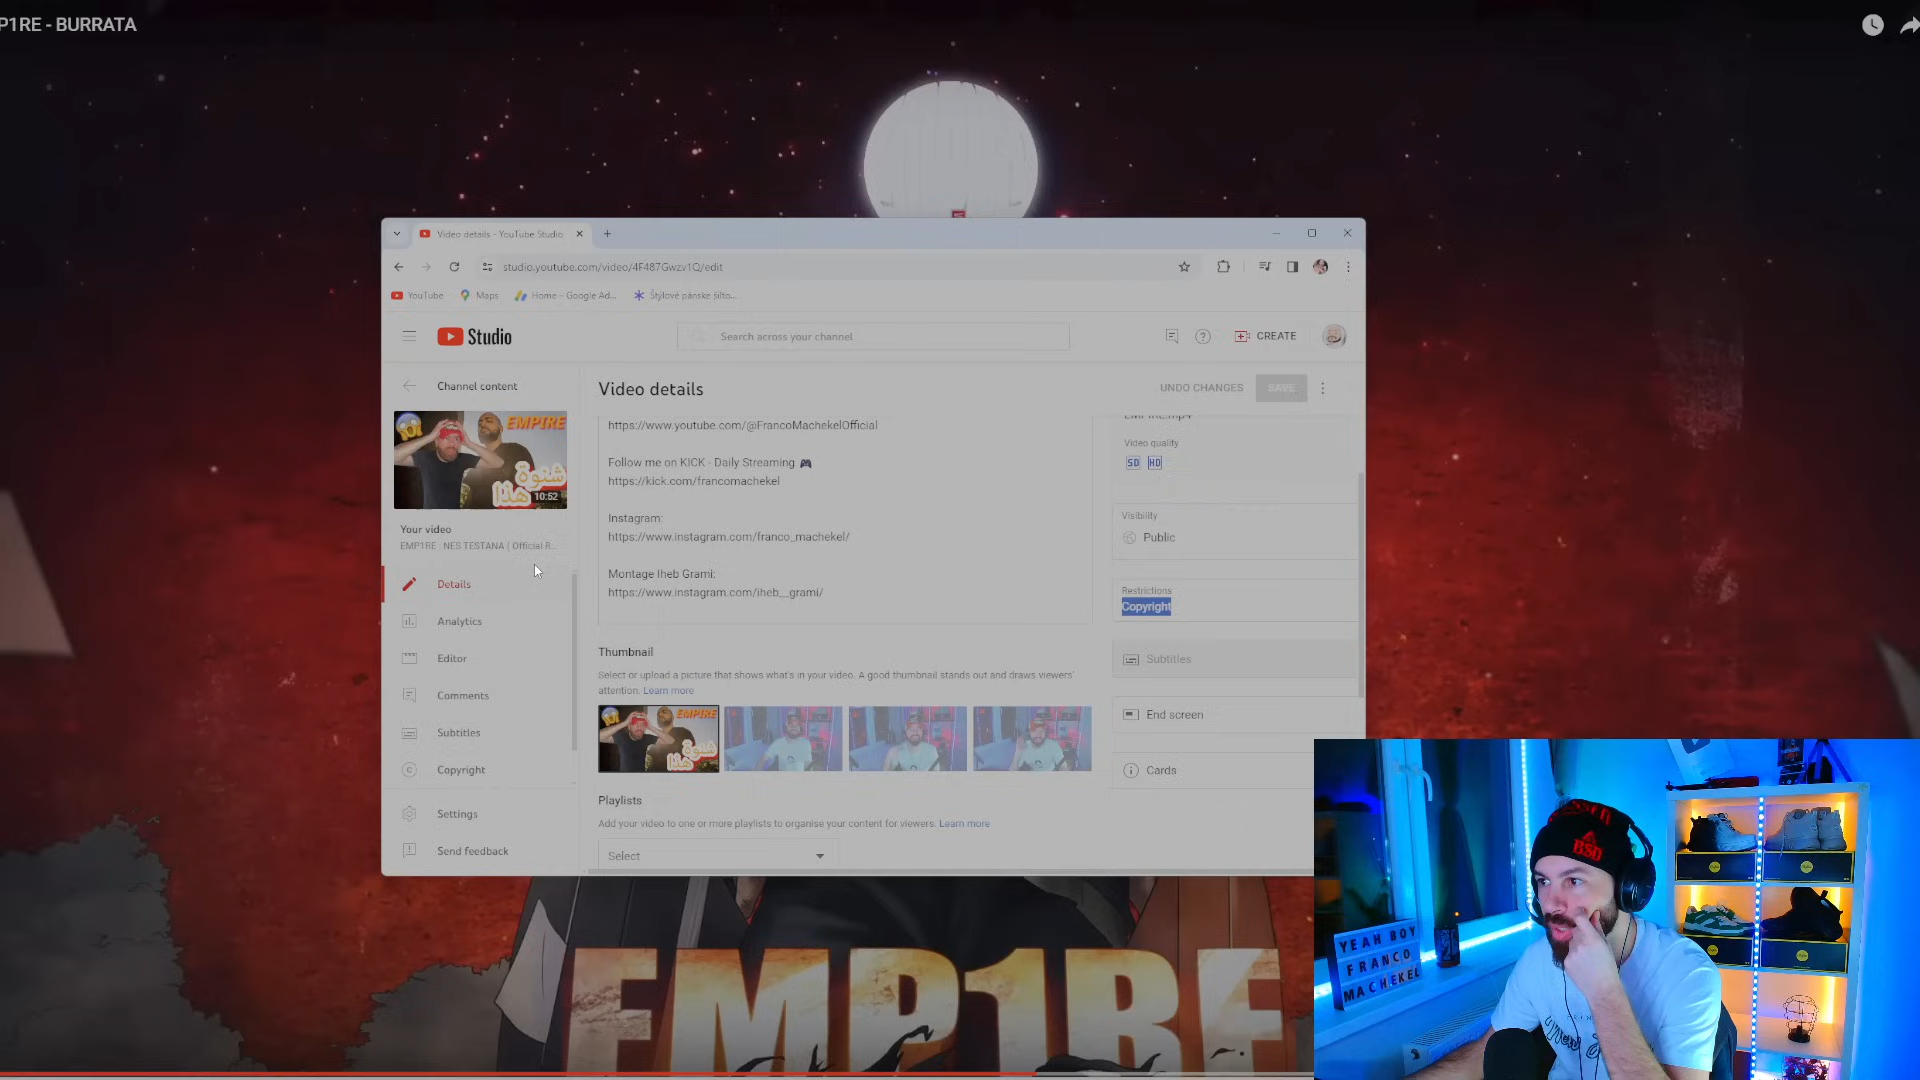 P1RE - BURRATA
Video details - YouTube Studio
studio.youtube.com/video/4F487Gwzv1Q/edit
YouTube
Maps
Home – Google Ad...
Štýlové pánske šilto...
Studio
Search across your channel
CREATE
Channel content
Video details
UNDO CHANGES
SAVE
EMPIRE
شنوة
هذا
10:52
Your video
EMP1RE - NES TESTANA ( Official R...
Details
Analytics
Editor
Comments
Subtitles
Copyright
Settings
Send feedback
https://www.youtube.com/@FrancoMachekelOfficial
Follow me on KICK - Daily Streaming 🎮
https://kick.com/francomachekel
Instagram:
https://www.instagram.com/franco_machekel/
Montage Iheb Grami:
https://www.instagram.com/iheb__grami/
Thumbnail
Select or upload a picture that shows what's in your video. A good thumbnail stands out and draws viewers'
attention. Learn more
EMPIRE
شنوة
هذا
Playlists
Add your video to one or more playlists to organise your content for viewers. Learn more
Select
Video quality
SD HD
Visibility
Public
Restrictions
Copyright
Subtitles
End screen
Cards
EMP1RE
BSD
YEAH BOY
FRANCO
MACHEKEL